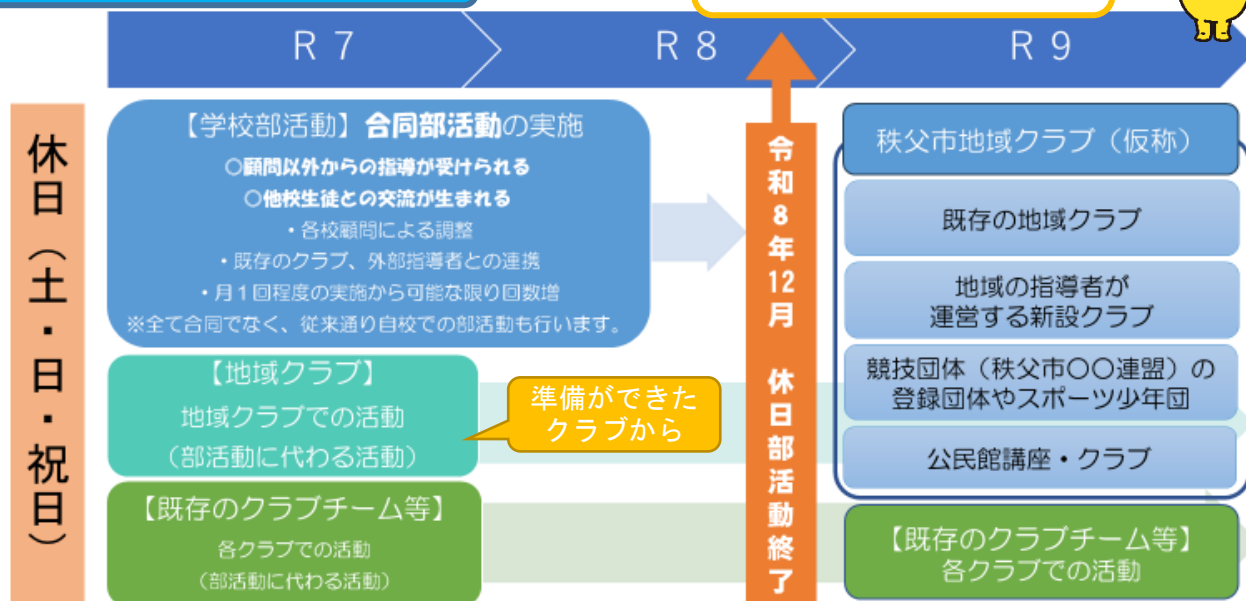 R7
R8
R9
休日（土・日・祝日）
【学校部活動】合同部活動の実施
○顧問以外からの指導が受けられる
○他校生徒との交流が生まれる
・各校顧問による調整
・既存のクラブ、外部指導者との連携
・月１回程度の実施から可能な限り回数増
※全て合同でなく、従来通り自校での部活動も行います。
【地域クラブ】
地域クラブでの活動
（部活動に代わる活動）
準備ができた
クラブから
【既存のクラブチーム等】
各クラブでの活動
（部活動に代わる活動）
令和8年12月　休日部活動終了
秩父市地域クラブ（仮称）
既存の地域クラブ
地域の指導者が
運営する新設クラブ
競技団体（秩父市〇〇連盟）の
登録団体やスポーツ少年団
公民館講座・クラブ
【既存のクラブチーム等】
各クラブでの活動